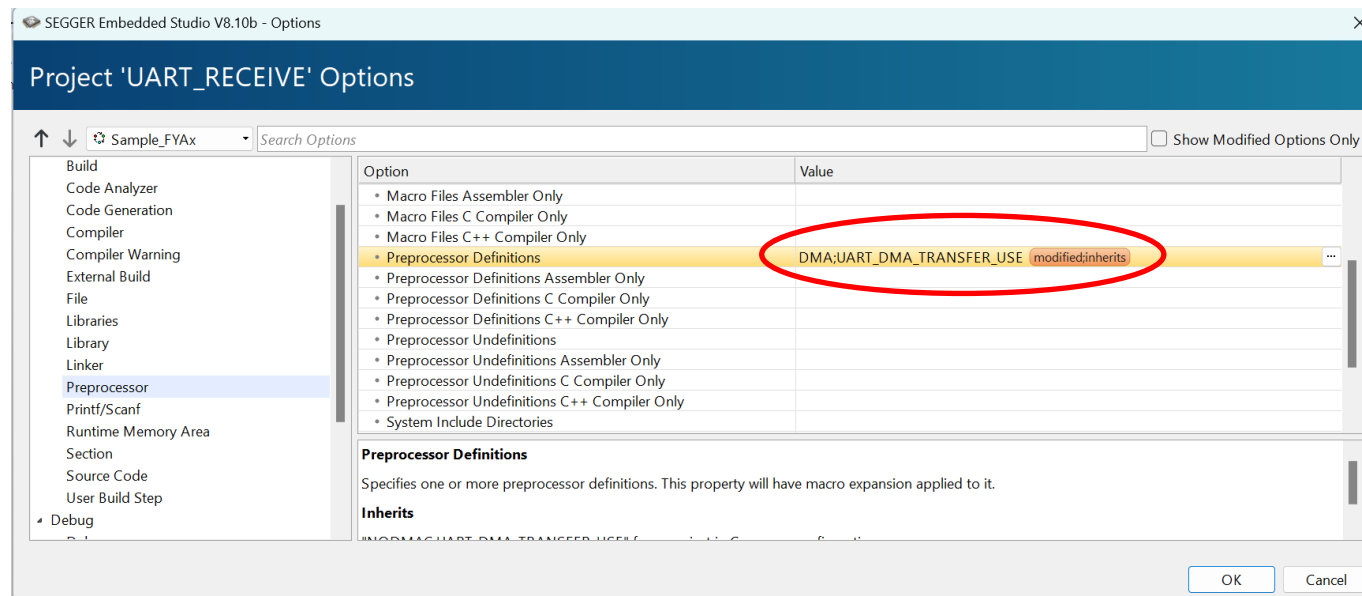 SEGGER Embedded Studio V8.10b - Options
Project 'UART_RECEIVE' Options
Sample_FYAx
Search Options
Show Modified Options Only
Build
Code Analyzer
Code Generation
Compiler
Compiler Warning
External Build
File
Libraries
Library
Linker
Preprocessor
Printf/Scanf
Runtime Memory Area
Section
Source Code
User Build Step
Debug
Option Value
Macro Files Assembler Only
Macro Files C Compiler Only
Macro Files C++ Compiler Only
Preprocessor Definitions DMA;UART_DMA_TRANSFER_USE modified;inherits ...
Preprocessor Definitions Assembler Only
Preprocessor Definitions C Compiler Only
Preprocessor Definitions C++ Compiler Only
Preprocessor Undefinitions
Preprocessor Undefinitions Assembler Only
Preprocessor Undefinitions C Compiler Only
Preprocessor Undefinitions C++ Compiler Only
System Include Directories
Preprocessor Definitions
Specifies one or more preprocessor definitions. This property will have macro expansion applied to it.
Inherits
OK Cancel